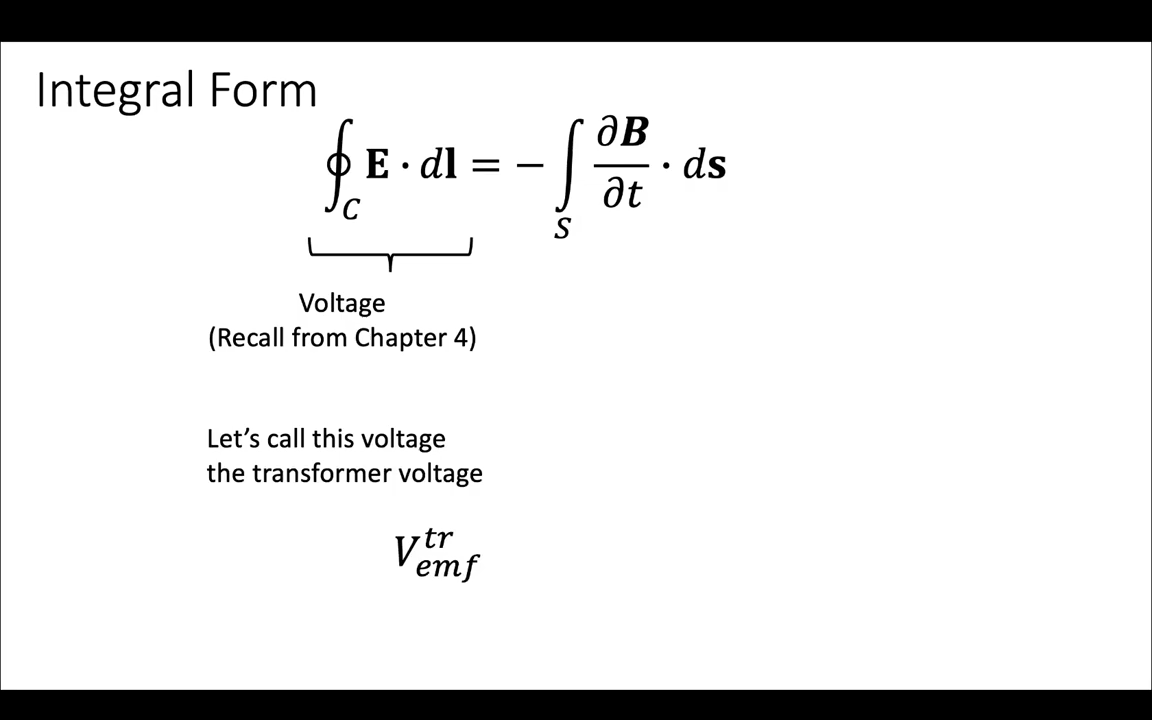 Integral Form
∮_C 𝐄 · d𝐥 = − ∫_S ∂𝑩/∂t · d𝐬
Voltage
(Recall from Chapter 4)
Let’s call this voltage
the transformer voltage
V_emf^tr